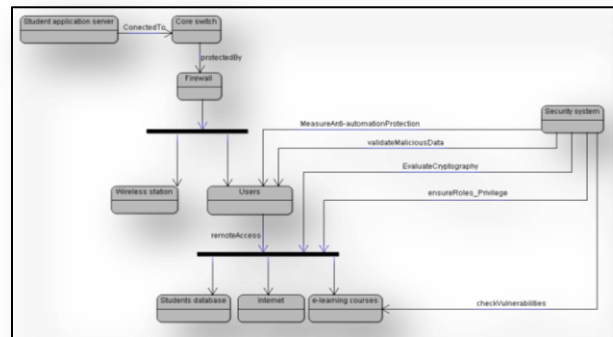 Student application server
ConectedTo
Core switch
protectedBy
Firewall
Security system
MeasureAnti-automationProtection
validateMaliciousData
EvaluateCryptography
Wireless station
Users
ensureRoles_Privilege
remoteAccess
Students database
Internet
e-learning courses
checkVulnerabilities